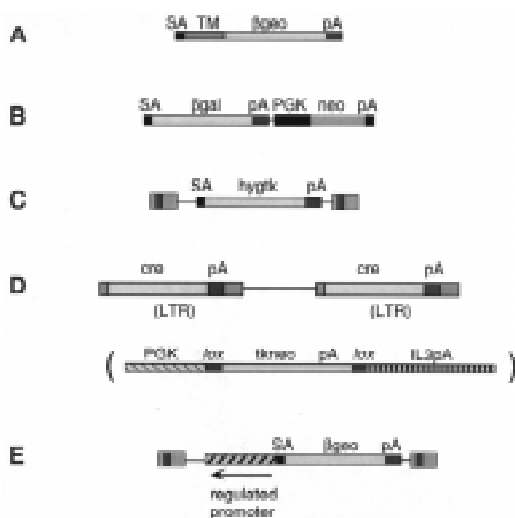 A
SA TM βgeo pA
B
SA βgal pA PGK neo pA
C
SA hygtk pA
D
cre pA cre pA
(LTR) (LTR)
( PGK lox tkneo pA lox IL3pA )
E
SA βgeo pA
regulated
promoter